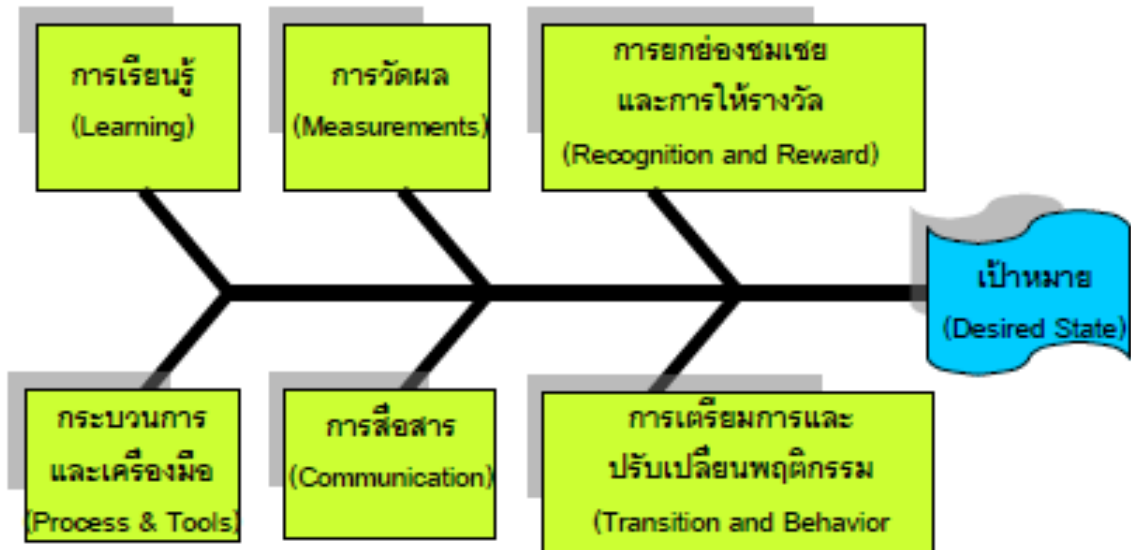 การเรียนรู้
(Learning)
การวัดผล
(Measurements)
การยกย่องชมเชย
และการให้รางวัล
(Recognition and Reward)
เป้าหมาย
(Desired State)
กระบวนการ
และเครื่องมือ
(Process & Tools)
การสื่อสาร
(Communication)
การเตรียมการและ
ปรับเปลี่ยนพฤติกรรม
(Transition and Behavior